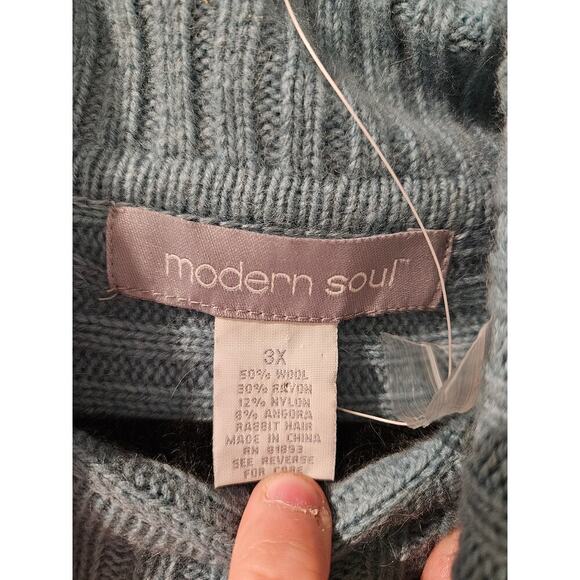 modern soul™
3X
50% WOOL
30% RAYON
12% NYLON
8% ANGORA
RABBIT HAIR
MADE IN CHINA
RN 81893
SEE REVERSE
FOR CARE